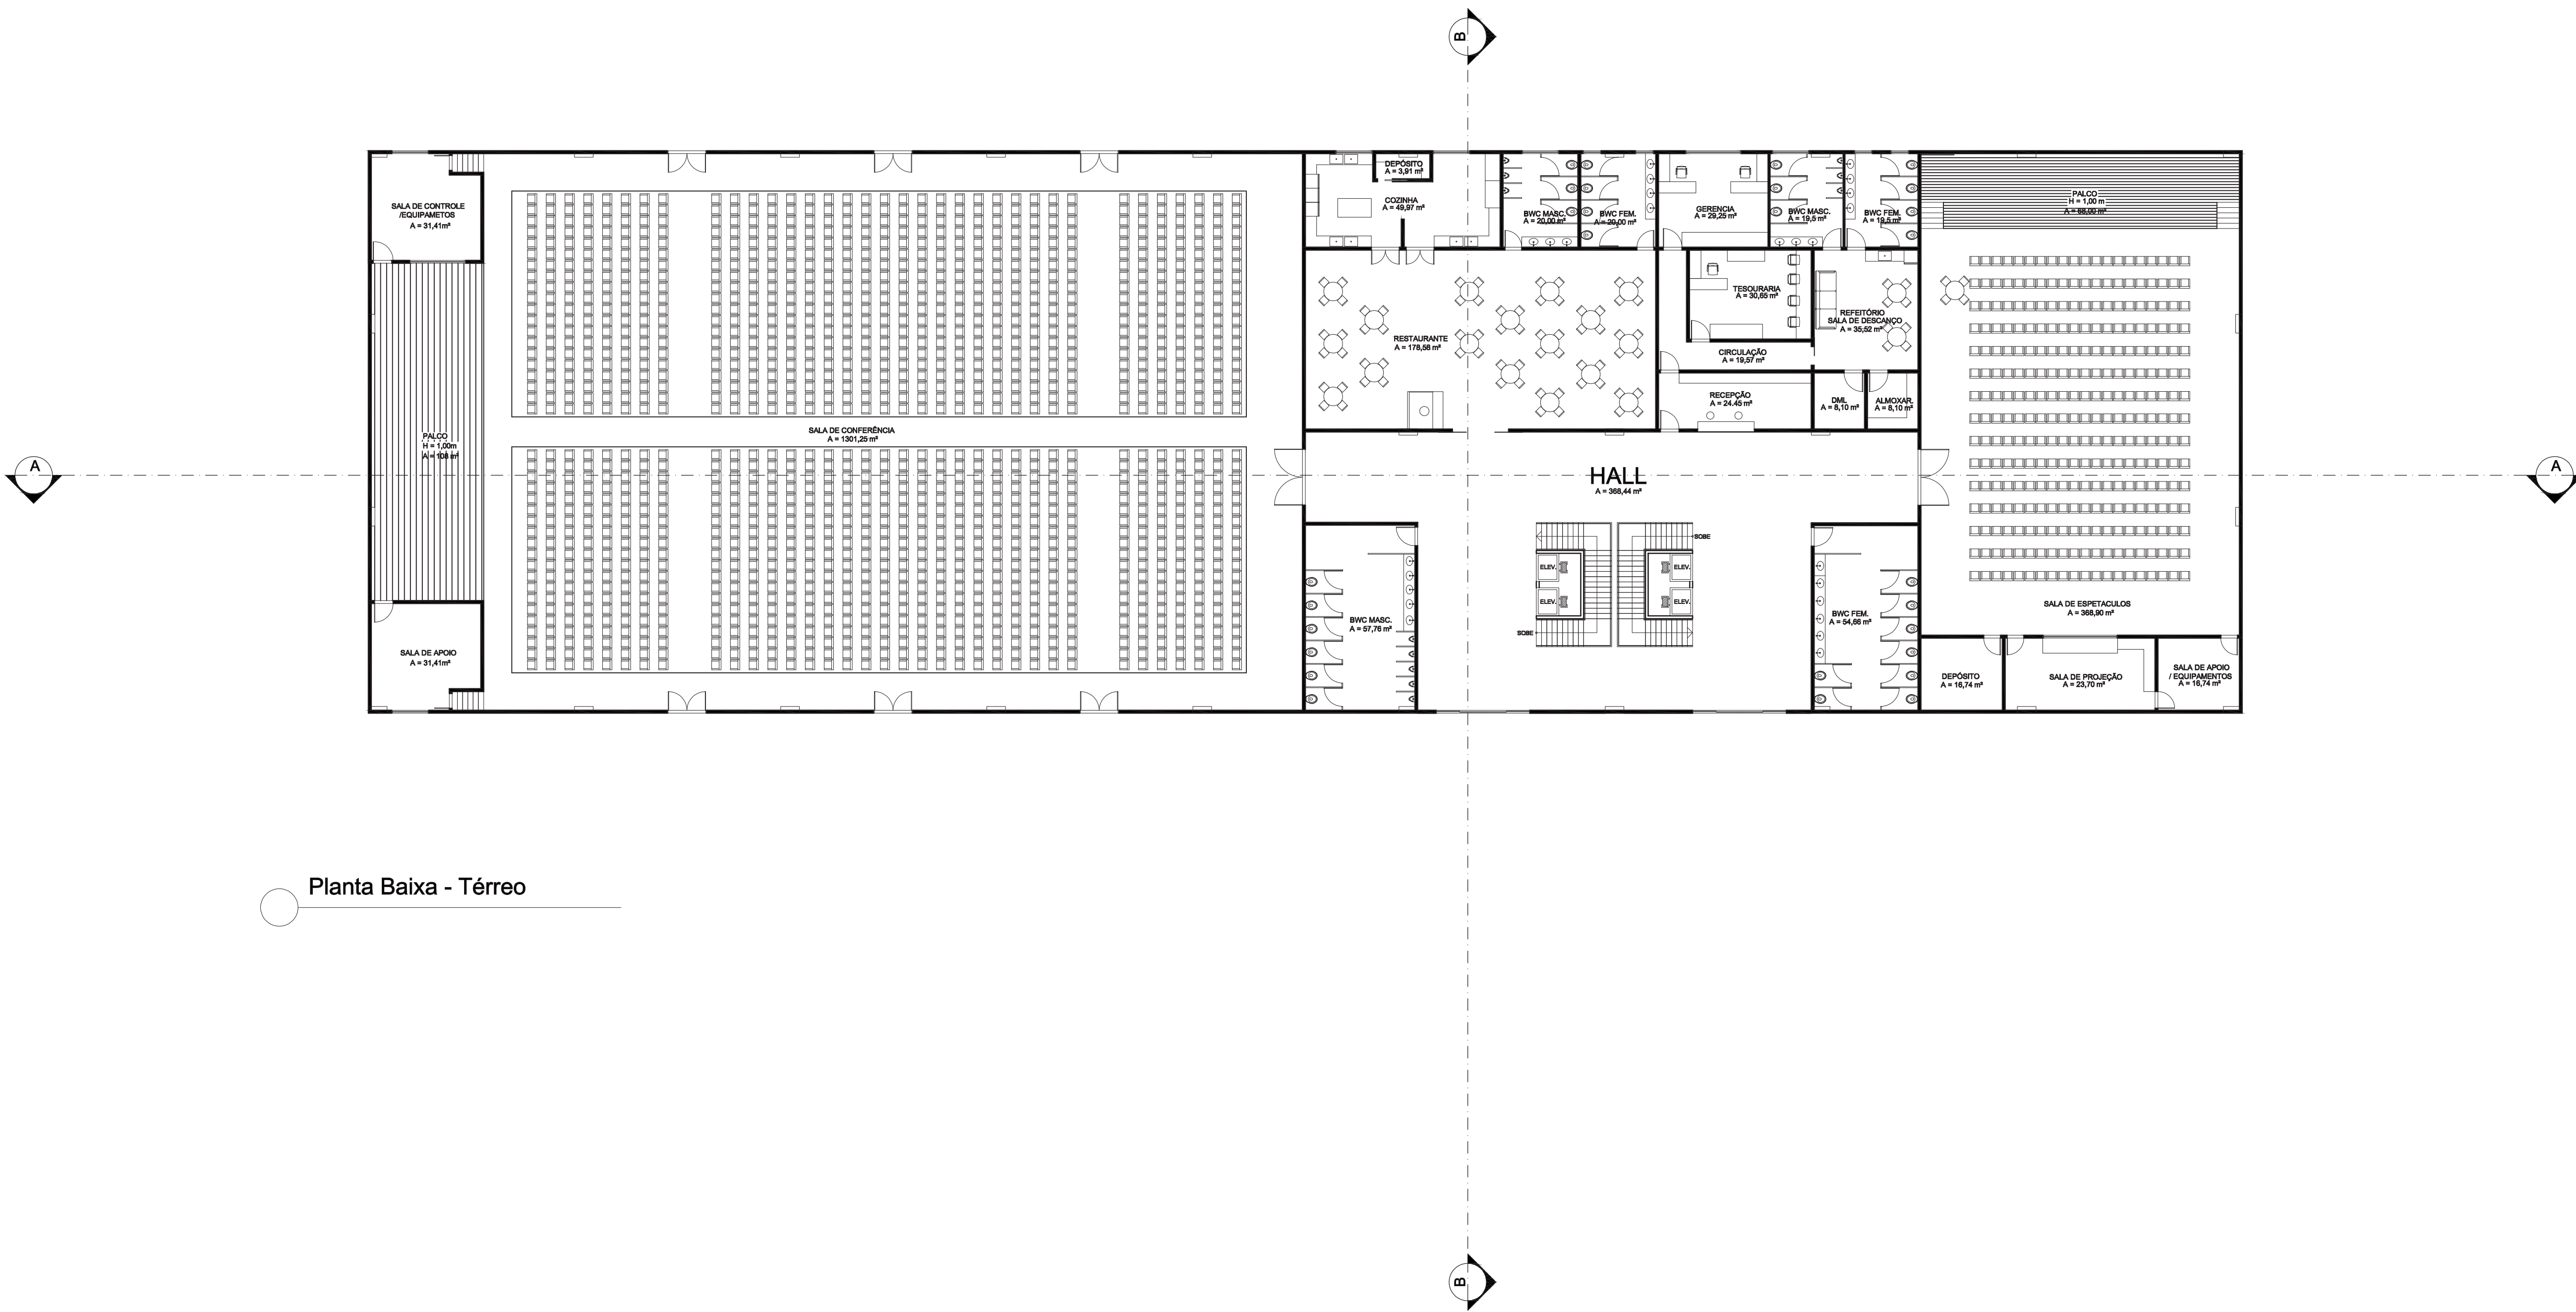 B
SALA DE CONTROLE
/EQUIPAMETOS
A = 31,41m²
DEPÓSITO
A = 3,91 m²
COZINHA
A = 49,97 m²
BWC MASC.
A = 20,00 m²
BWC FEM.
A = 20,00 m²
GERENCIA
A = 29,25 m²
BWC MASC.
A = 19,5 m²
BWC FEM.
A = 19,5 m²
PALCO
H = 1,00 m
A = 68,00 m²
TESOURARIA
A = 30,65 m²
REFEITÓRIO
SALA DE DESCANÇO
A = 35,52 m²
RESTAURANTE
A = 178,56 m²
CIRCULAÇÃO
A = 19,57 m²
RECEPÇÃO
A = 24.45 m²
DML
A = 8,10 m²
ALMOXAR.
A = 8,10 m²
SALA DE CONFERÊNCIA
A = 1301,25 m²
PALCO
H = 1,00m
A = 108 m²
A
HALL
A = 368,44 m²
A
SOBE
ELEV.
ELEV.
ELEV.
ELEV.
SOBE
BWC MASC.
A = 57,76 m²
BWC FEM.
A = 54,66 m²
SALA DE ESPETACULOS
A = 368,90 m²
SALA DE APOIO
A = 31,41m²
DEPÓSITO
A = 16,74 m²
SALA DE PROJEÇÃO
A = 23,70 m²
SALA DE APOIO
/ EQUIPAMENTOS
A = 16,74 m²
Planta Baixa - Térreo
B